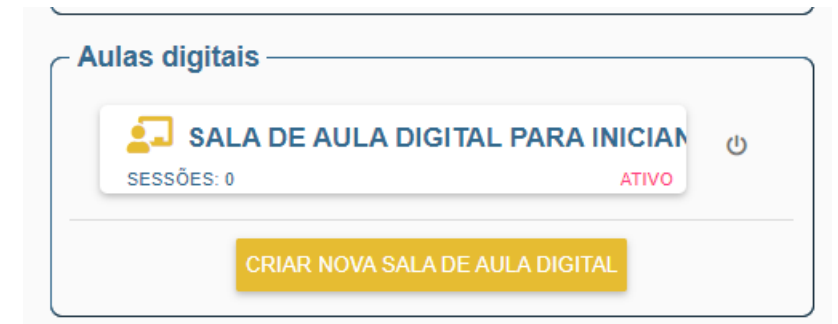 Aulas digitais
SALA DE AULA DIGITAL PARA INICIAN
SESSÕES: 0
ATIVO
CRIAR NOVA SALA DE AULA DIGITAL